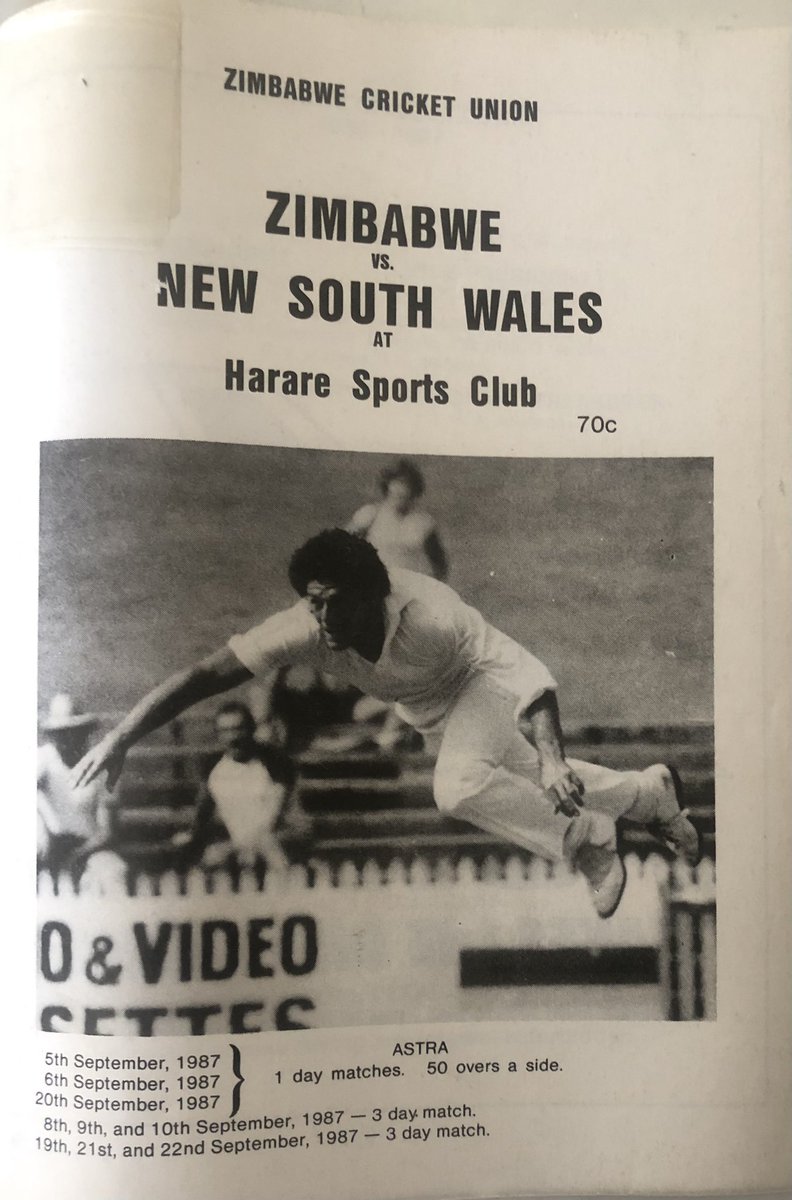 ZIMBABWE CRICKET UNION
ZIMBABWE
VS.
NEW SOUTH WALES
AT
Harare Sports Club
70c
O & VIDEO
SETTES
ASTRA
5th September, 1987
6th September, 1987
20th September, 1987
} 1 day matches. 50 overs a side.
8th, 9th, and 10th September, 1987 — 3 day match.
19th, 21st, and 22nd September, 1987 — 3 day match.